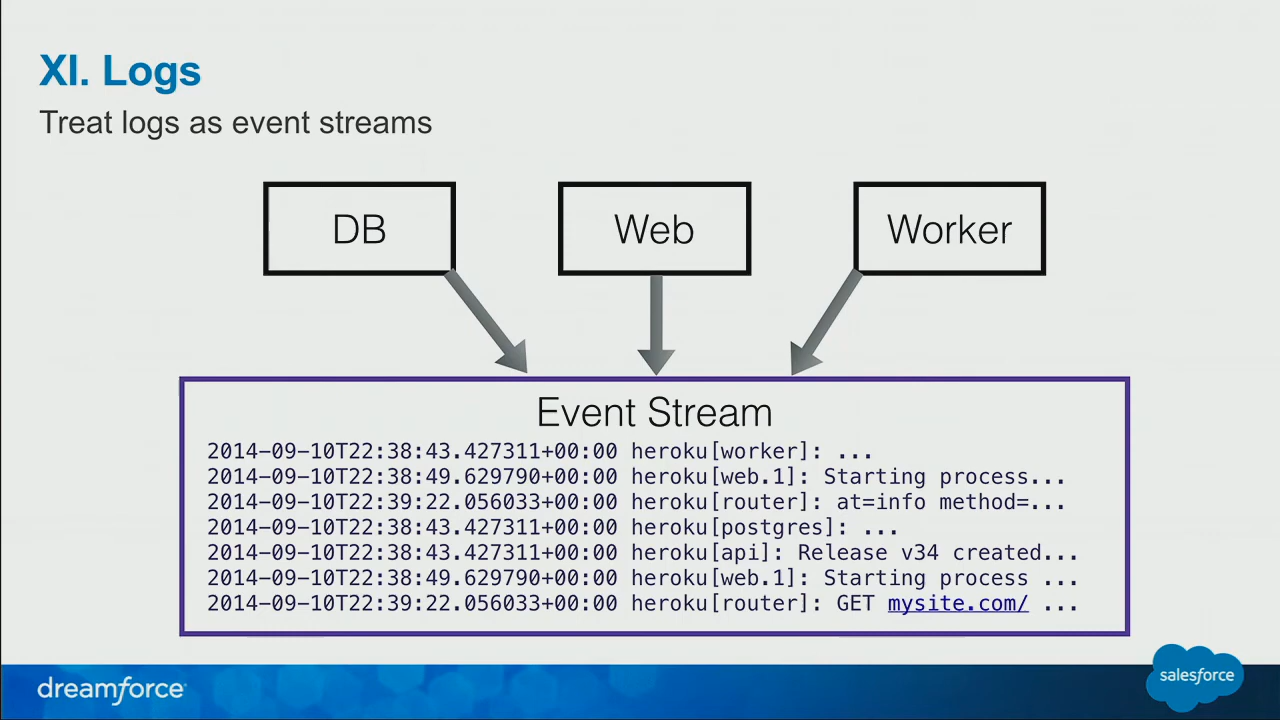 XI. Logs
Treat logs as event streams
DB
Web
Worker
Event Stream
2014-09-10T22:38:43.427311+00:00 heroku[worker]: ...
2014-09-10T22:38:49.629790+00:00 heroku[web.1]: Starting process...
2014-09-10T22:39:22.056033+00:00 heroku[router]: at=info method=...
2014-09-10T22:38:43.427311+00:00 heroku[postgres]: ...
2014-09-10T22:38:43.427311+00:00 heroku[api]: Release v34 created...
2014-09-10T22:38:49.629790+00:00 heroku[web.1]: Starting process ...
2014-09-10T22:39:22.056033+00:00 heroku[router]: GET mysite.com/ ...
dreamforce
salesforce